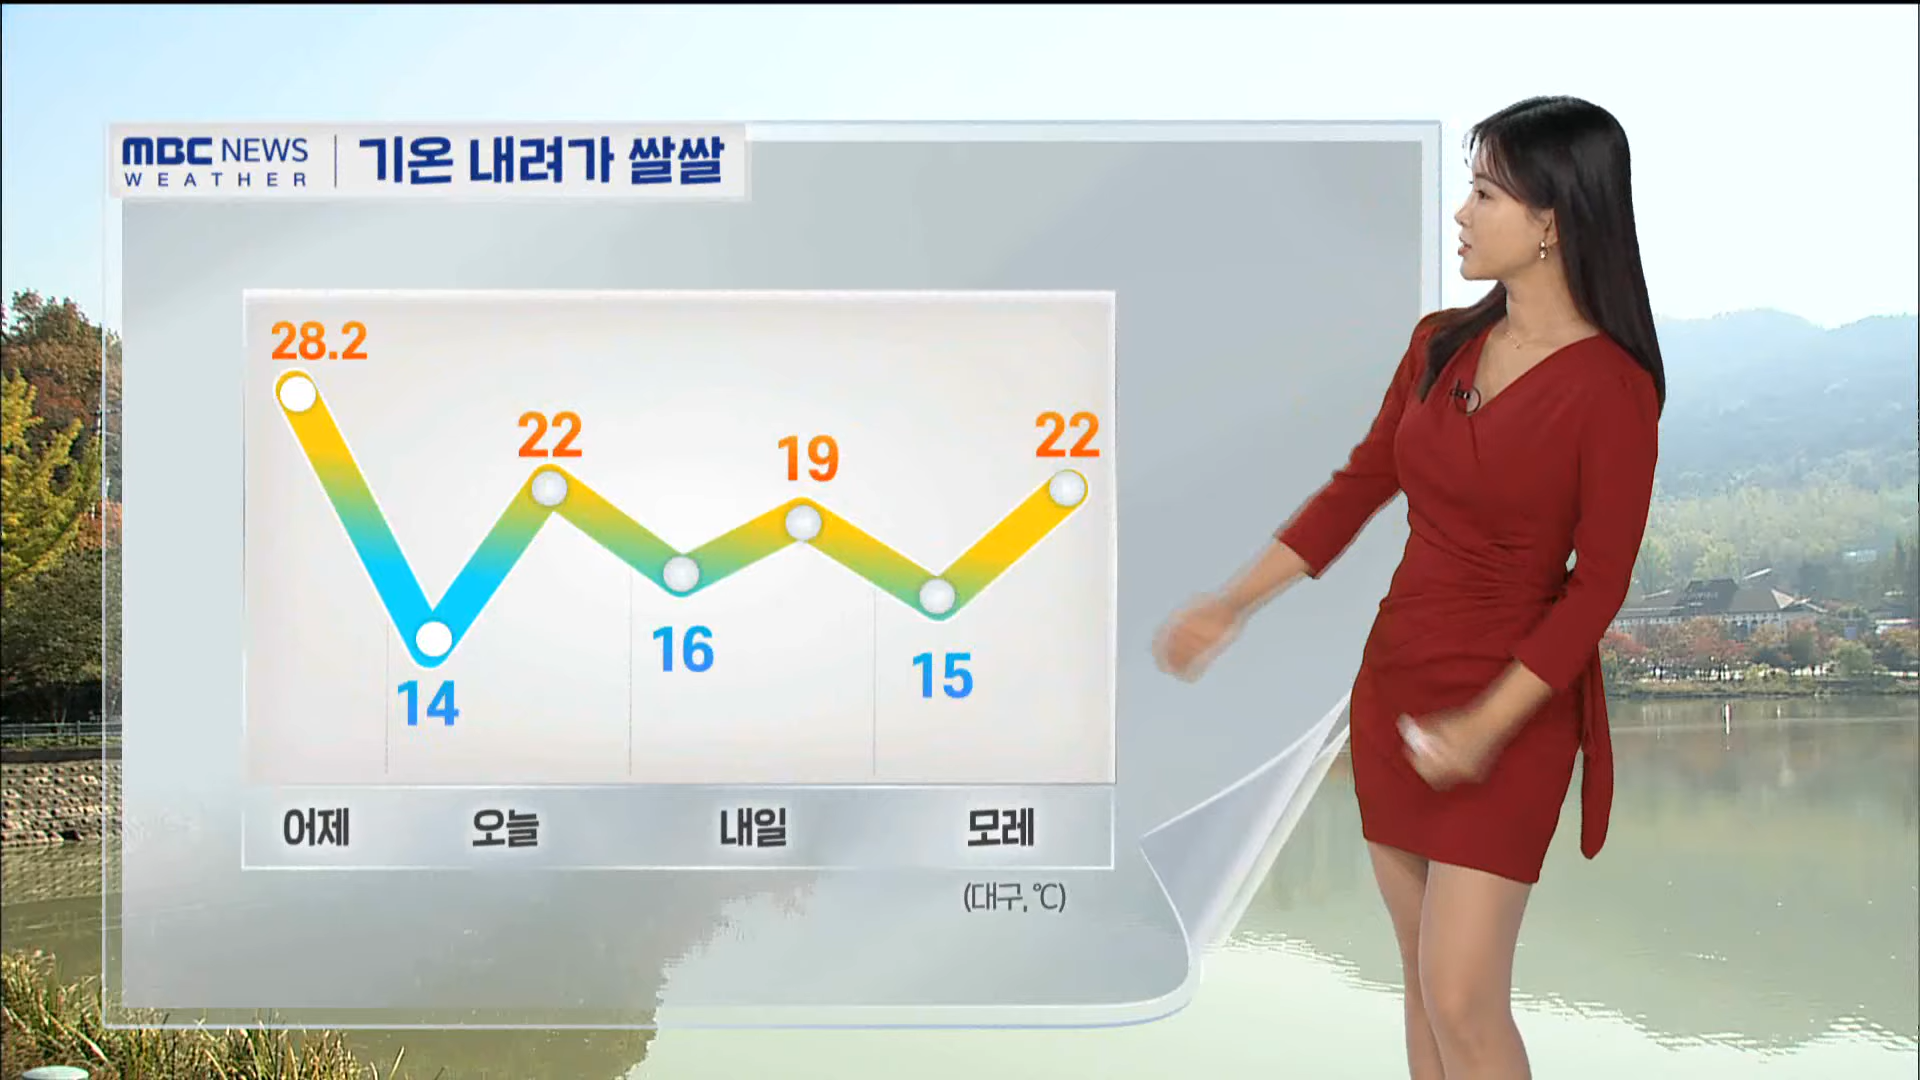 MBC NEWS
WEATHER
기온 내려가 쌀쌀
28.2
22
19
22
14
16
15
어제 오늘 내일 모레
(대구, ℃)